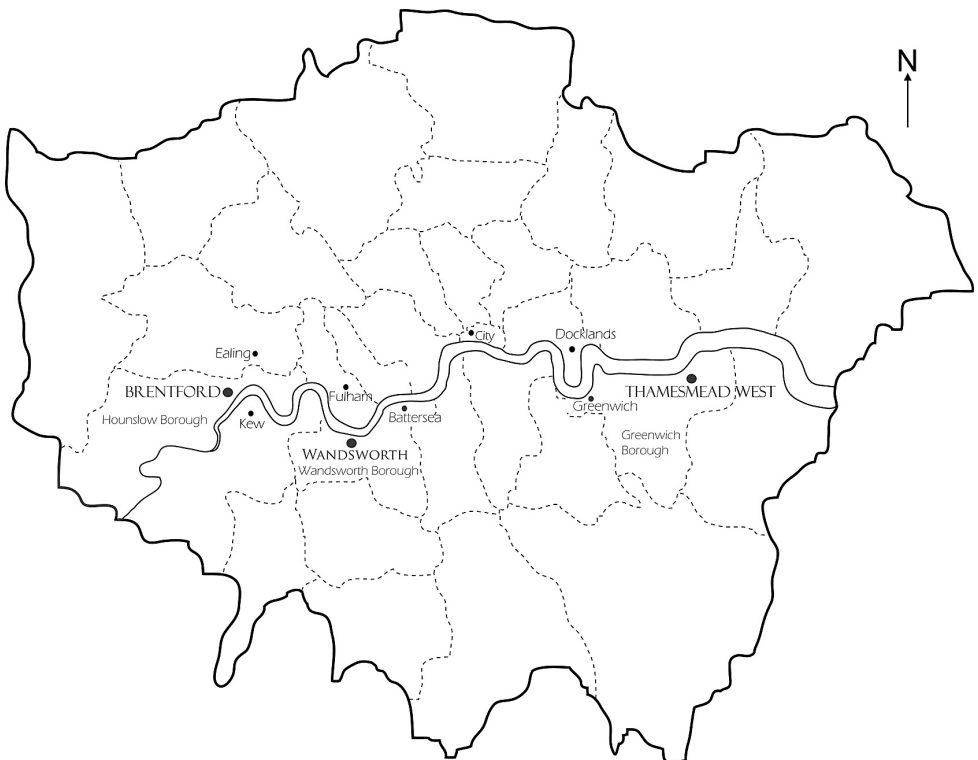 N
City
Docklands
Ealing
BRENTFORD
Fulham
THAMESMEAD WEST
Hounslow Borough
Kew
Battersea
Greenwich
WANDSWORTH
Wandsworth Borough
Greenwich
Borough